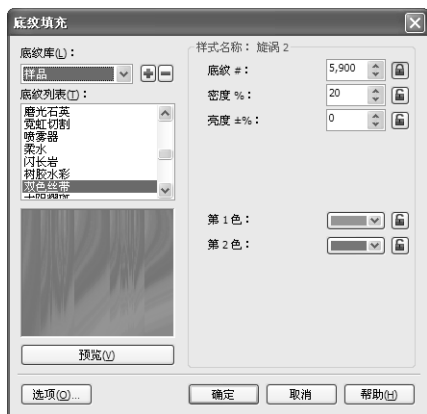 底纹填充
底纹库(L)：
样品
底纹列表(T)：
磨光石英
霓虹切割
喷雾器
柔水
闪长岩
树胶水彩
双色丝带
预览(V)
样式名称： 旋涡 2
底纹 #： 5,900
密度 %： 20
亮度 ±%： 0
第 1 色：
第 2 色：
选项(O)...
确定
取消
帮助(H)